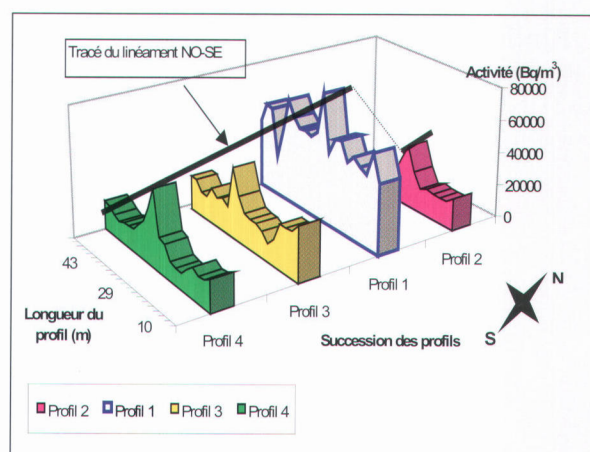 Tracé du linéament NO-SE
Activité (Bq/m³)
80000
60000
40000
20000
0
43
29
10
Longueur du
profil (m)
Profil 4
Profil 3
Profil 1
Profil 2
Succession des profils
N
S
Profil 2 Profil 1 Profil 3 Profil 4